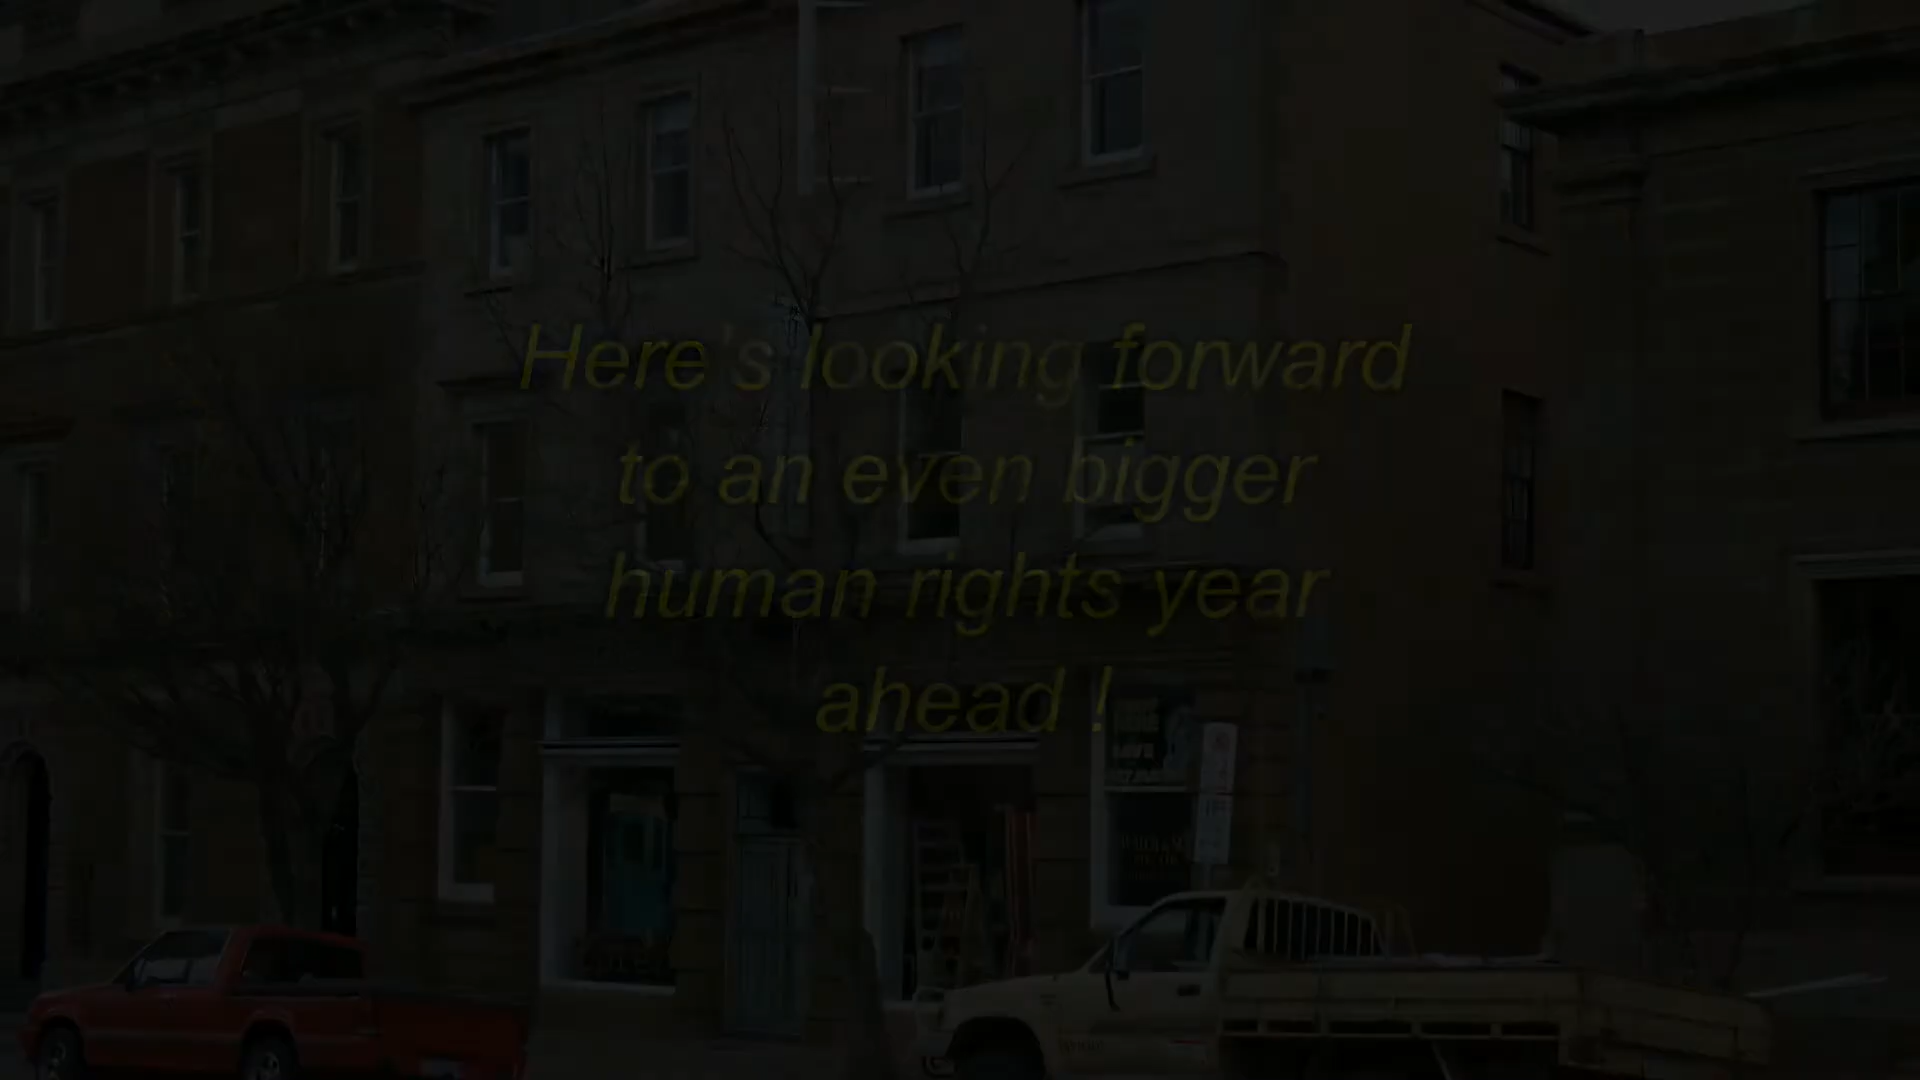 Here's looking forward
to an even bigger
human rights year
ahead !